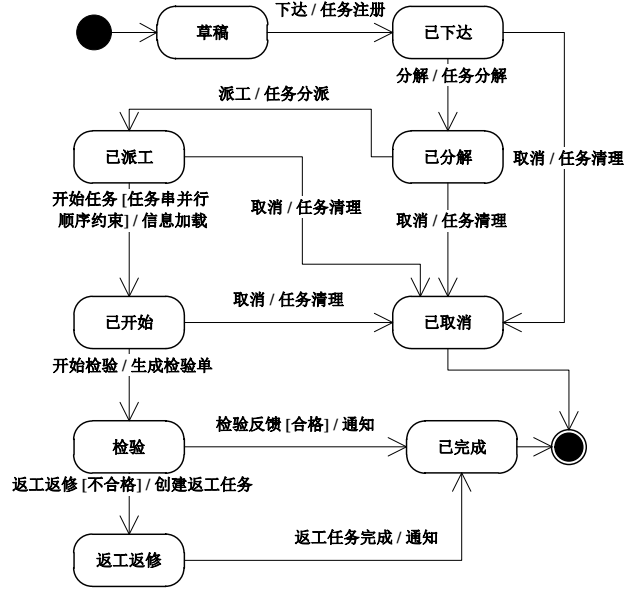 草稿
下达 / 任务注册
已下达
分解 / 任务分解
派工 / 任务分派
已派工
已分解
取消 / 任务清理
开始任务 [任务串并行
顺序约束] / 信息加载
取消 / 任务清理
取消 / 任务清理
取消 / 任务清理
已开始
已取消
开始检验 / 生成检验单
检验反馈 [合格] / 通知
检验
已完成
返工返修 [不合格] / 创建返工任务
返工任务完成 / 通知
返工返修